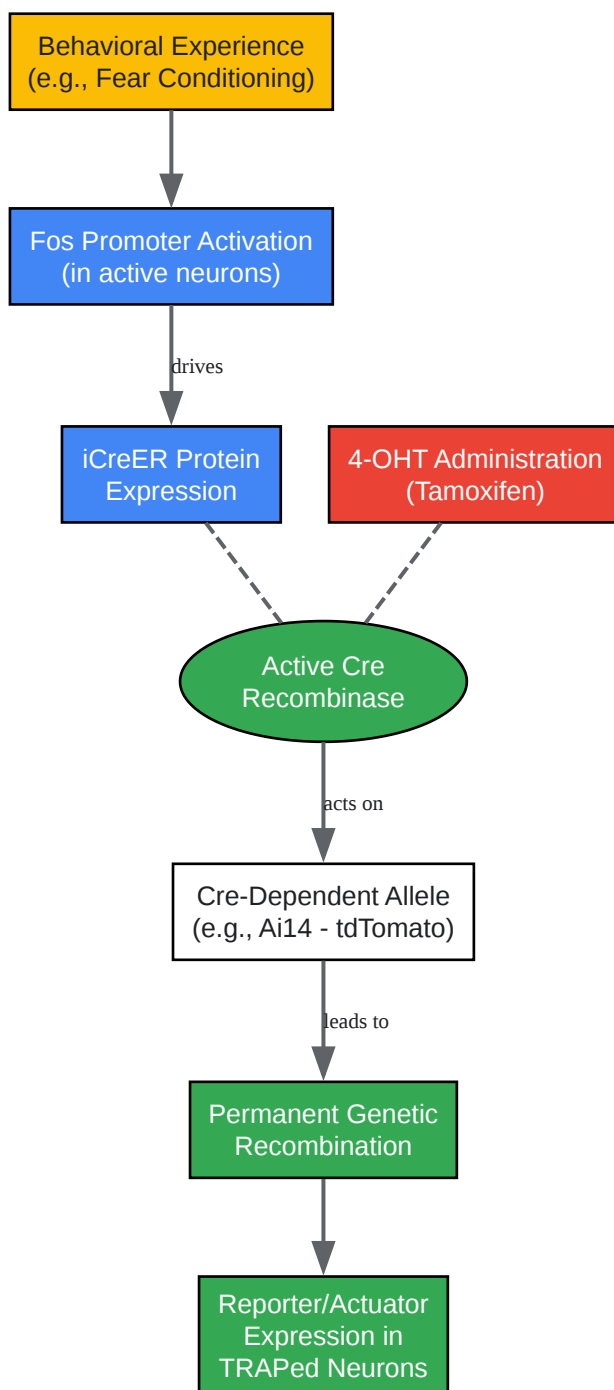 Behavioral Experience
(e.g., Fear Conditioning)
Fos Promoter Activation
(in active neurons)
drives
iCreER Protein
Expression
4-OHT Administration
(Tamoxifen)
Active Cre
Recombinase
acts on
Cre-Dependent Allele
(e.g., Ai14 - tdTomato)
leads to
Permanent Genetic
Recombination
Reporter/Actuator
Expression in
TRAPed Neurons